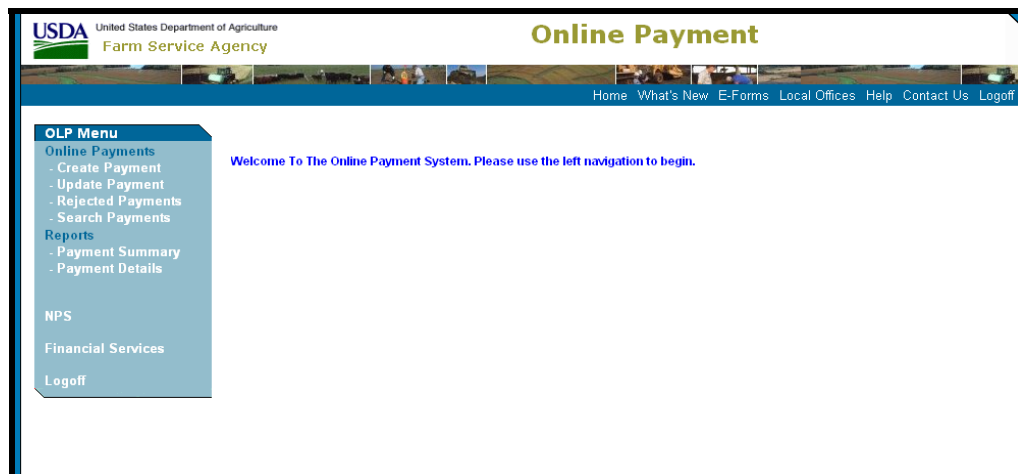 USDA United States Department of Agriculture
Farm Service Agency
Online Payment
Home What's New E-Forms Local Offices Help Contact Us Logoff
OLP Menu
Online Payments
- Create Payment
- Update Payment
- Rejected Payments
- Search Payments
Reports
- Payment Summary
- Payment Details
NPS
Financial Services
Logoff
Welcome To The Online Payment System. Please use the left navigation to begin.